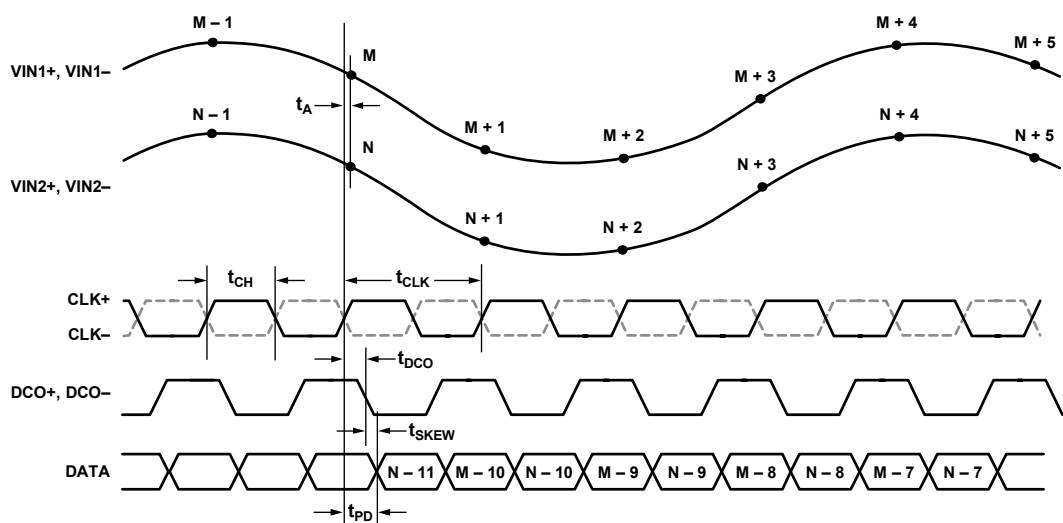 M – 1
M + 4
M + 5
VIN1+, VIN1–
M
M + 3
tA
N – 1
M + 1
M + 2
N + 4
N
N + 5
N + 3
VIN2+, VIN2–
N + 1
N + 2
tCH
tCLK
CLK+
CLK–
tDCO
DCO+, DCO–
tSKEW
DATA
N – 11 M – 10 N – 10 M – 9 N – 9 M – 8 N – 8 M – 7 N – 7
tPD